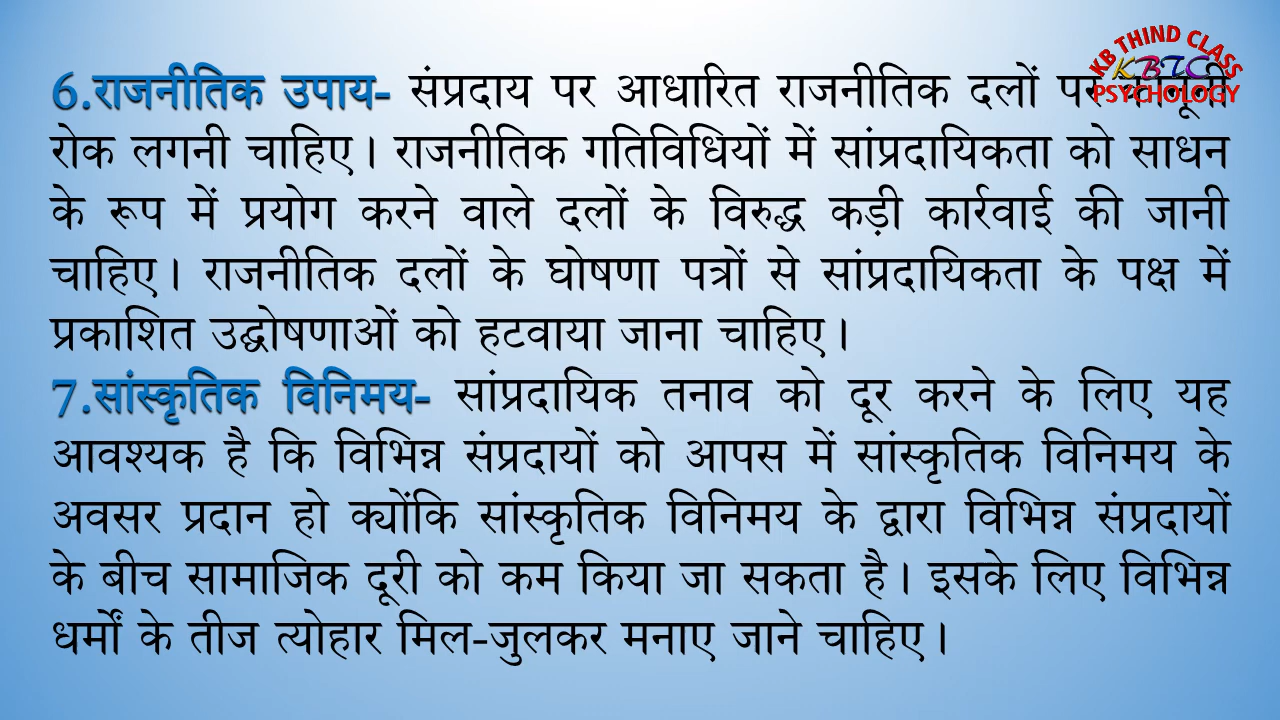 KB THIND CLASS
KBTC
PSYCHOLOGY
6.राजनीतिक उपाय- संप्रदाय पर आधारित राजनीतिक दलों पर
रोक लगनी चाहिए। राजनीतिक गतिविधियों में सांप्रदायिकता को साधन
के रूप में प्रयोग करने वाले दलों के विरुद्ध कड़ी कार्रवाई की जानी
चाहिए। राजनीतिक दलों के घोषणा पत्रों से सांप्रदायिकता के पक्ष में
प्रकाशित उद्घोषणाओं को हटवाया जाना चाहिए।
7.सांस्कृतिक विनिमय- सांप्रदायिक तनाव को दूर करने के लिए यह
आवश्यक है कि विभिन्न संप्रदायों को आपस में सांस्कृतिक विनिमय के
अवसर प्रदान हो क्योंकि सांस्कृतिक विनिमय के द्वारा विभिन्न संप्रदायों
के बीच सामाजिक दूरी को कम किया जा सकता है। इसके लिए विभिन्न
धर्मों के तीज त्योहार मिल-जुलकर मनाए जाने चाहिए।